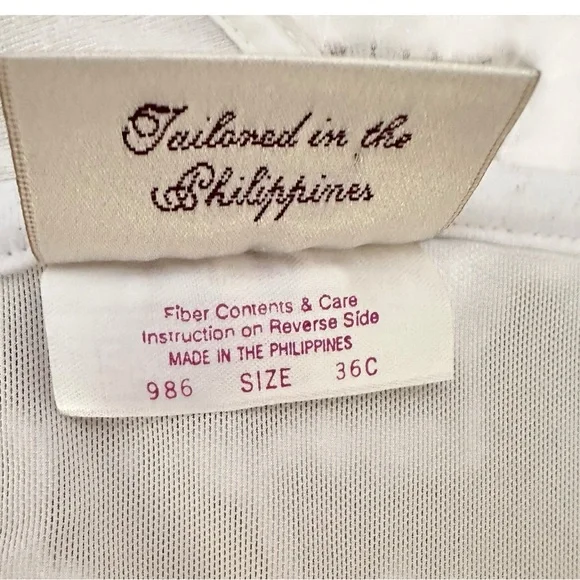 Tailored in the
Philippines
Fiber Contents & Care
Instruction on Reverse Side
MADE IN THE PHILIPPINES
986 SIZE 36C